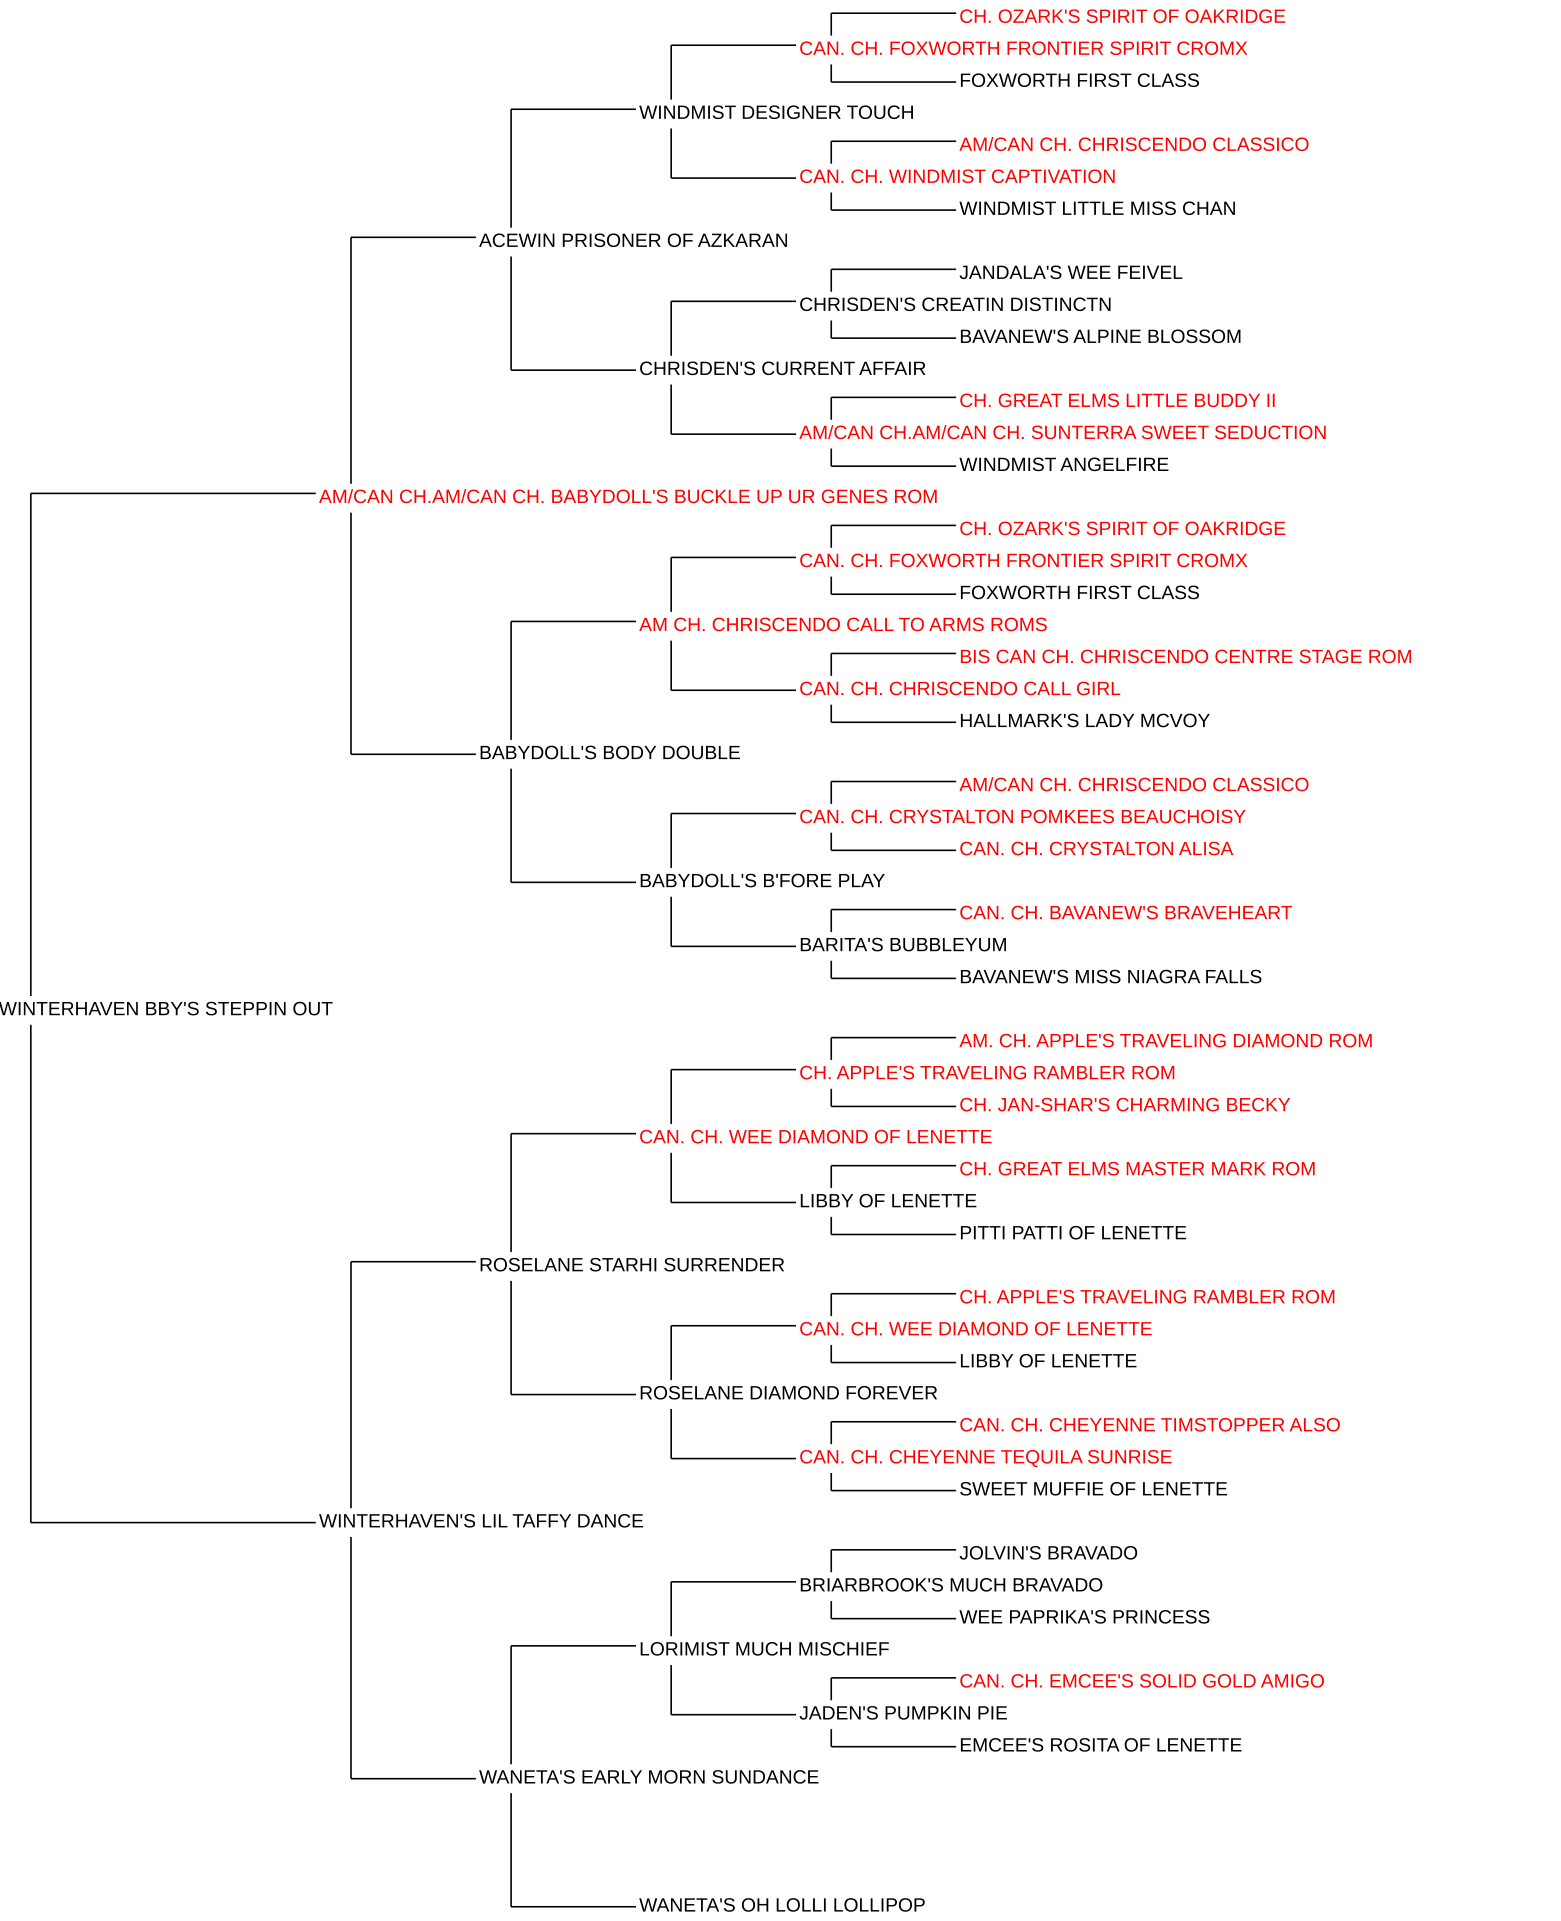 CH. OZARK'S SPIRIT OF OAKRIDGE
CAN. CH. FOXWORTH FRONTIER SPIRIT CROMX
FOXWORTH FIRST CLASS
WINDMIST DESIGNER TOUCH
AM/CAN CH. CHRISCENDO CLASSICO
CAN. CH. WINDMIST CAPTIVATION
WINDMIST LITTLE MISS CHAN
ACEWIN PRISONER OF AZKARAN
JANDALA'S WEE FEIVEL
CHRISDEN'S CREATIN DISTINCTN
BAVANEW'S ALPINE BLOSSOM
CHRISDEN'S CURRENT AFFAIR
CH. GREAT ELMS LITTLE BUDDY II
AM/CAN CH.AM/CAN CH. SUNTERRA SWEET SEDUCTION
WINDMIST ANGELFIRE
AM/CAN CH.AM/CAN CH. BABYDOLL'S BUCKLE UP UR GENES ROM
CH. OZARK'S SPIRIT OF OAKRIDGE
CAN. CH. FOXWORTH FRONTIER SPIRIT CROMX
FOXWORTH FIRST CLASS
AM CH. CHRISCENDO CALL TO ARMS ROMS
BIS CAN CH. CHRISCENDO CENTRE STAGE ROM
CAN. CH. CHRISCENDO CALL GIRL
HALLMARK'S LADY MCVOY
BABYDOLL'S BODY DOUBLE
AM/CAN CH. CHRISCENDO CLASSICO
CAN. CH. CRYSTALTON POMKEES BEAUCHOISY
CAN. CH. CRYSTALTON ALISA
BABYDOLL'S B'FORE PLAY
CAN. CH. BAVANEW'S BRAVEHEART
BARITA'S BUBBLEYUM
BAVANEW'S MISS NIAGRA FALLS
WINTERHAVEN BBY'S STEPPIN OUT
AM. CH. APPLE'S TRAVELING DIAMOND ROM
CH. APPLE'S TRAVELING RAMBLER ROM
CH. JAN-SHAR'S CHARMING BECKY
CAN. CH. WEE DIAMOND OF LENETTE
CH. GREAT ELMS MASTER MARK ROM
LIBBY OF LENETTE
PITTI PATTI OF LENETTE
ROSELANE STARHI SURRENDER
CH. APPLE'S TRAVELING RAMBLER ROM
CAN. CH. WEE DIAMOND OF LENETTE
LIBBY OF LENETTE
ROSELANE DIAMOND FOREVER
CAN. CH. CHEYENNE TIMSTOPPER ALSO
CAN. CH. CHEYENNE TEQUILA SUNRISE
SWEET MUFFIE OF LENETTE
WINTERHAVEN'S LIL TAFFY DANCE
JOLVIN'S BRAVADO
BRIARBROOK'S MUCH BRAVADO
WEE PAPRIKA'S PRINCESS
LORIMIST MUCH MISCHIEF
CAN. CH. EMCEE'S SOLID GOLD AMIGO
JADEN'S PUMPKIN PIE
EMCEE'S ROSITA OF LENETTE
WANETA'S EARLY MORN SUNDANCE
WANETA'S OH LOLLI LOLLIPOP